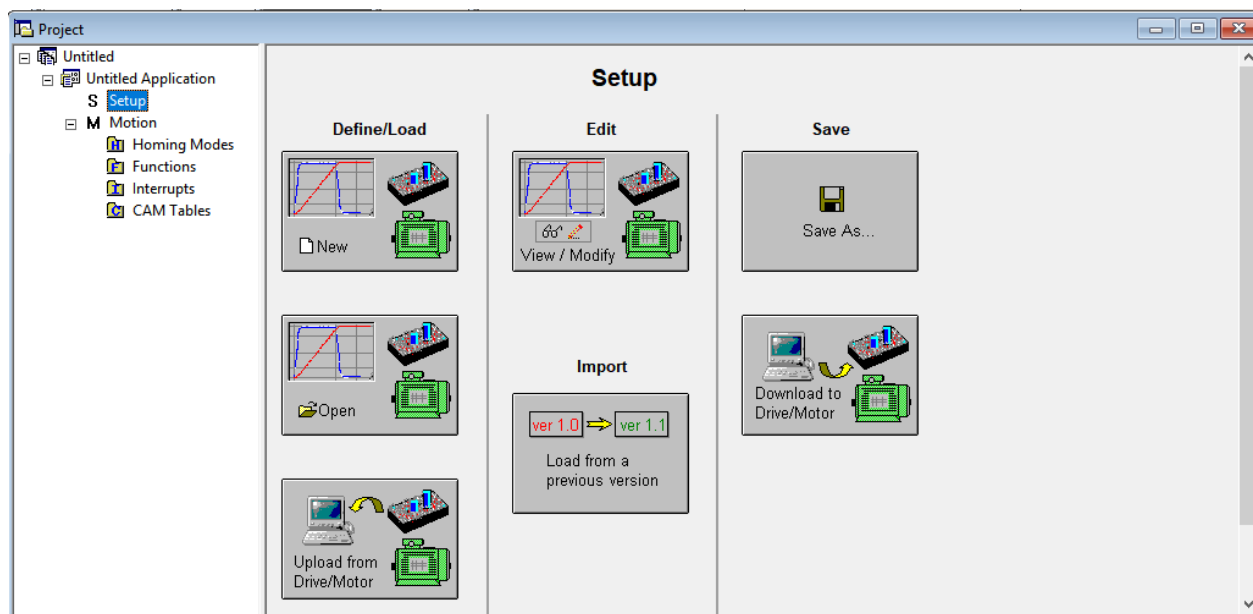 Project
Untitled
Untitled Application
S Setup
M Motion
H Homing Modes
F Functions
I Interrupts
C CAM Tables
Setup
Define/Load
New
Open
Upload from
Drive/Motor
Edit
View / Modify
Import
ver 1.0 ver 1.1
Load from a
previous version
Save
Save As...
Download to
Drive/Motor